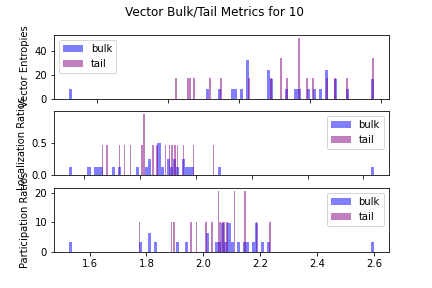 Vector Bulk/Tail Metrics for 10
Vector Entropies
40
20
0
bulk
tail
Localization Ratios
0.5
0.0
bulk
tail
Participation Ratios
20
10
0
bulk
tail
1.6 1.8 2.0 2.2 2.4 2.6